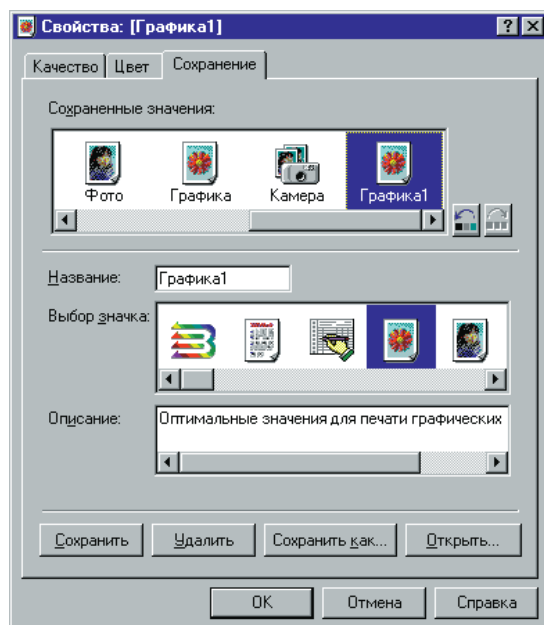 Свойства: [Графика1]
Качество Цвет Сохранение
Сохраненные значения:
Фото Графика Камера Графика1
Название: Графика1
Выбор значка:
Описание: Оптимальные значения для печати графических
Сохранить Удалить Сохранить как... Открыть...
OK Отмена Справка